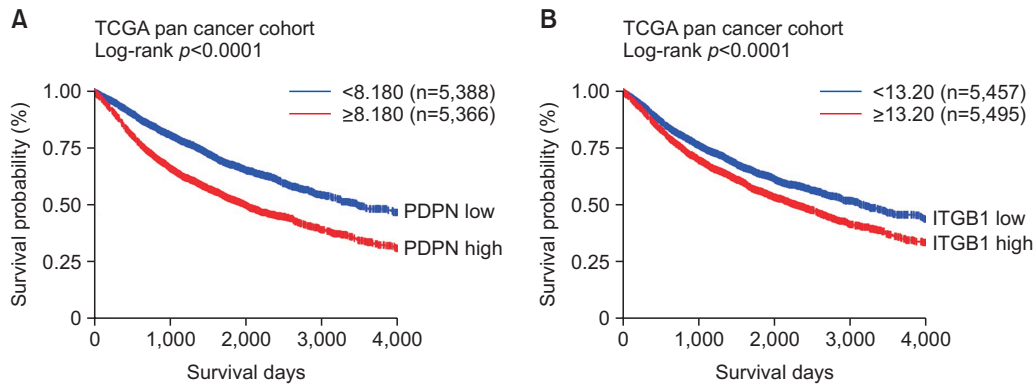 A
TCGA pan cancer cohort
Log-rank p<0.0001
<8.180 (n=5,388)
≥8.180 (n=5,366)
Survival probability (%)
1.00
0.75
0.50
0.25
0
PDPN low
PDPN high
0 1,000 2,000 3,000 4,000
Survival days
B
TCGA pan cancer cohort
Log-rank p<0.0001
<13.20 (n=5,457)
≥13.20 (n=5,495)
Survival probability (%)
1.00
0.75
0.50
0.25
0
ITGB1 low
ITGB1 high
0 1,000 2,000 3,000 4,000
Survival days